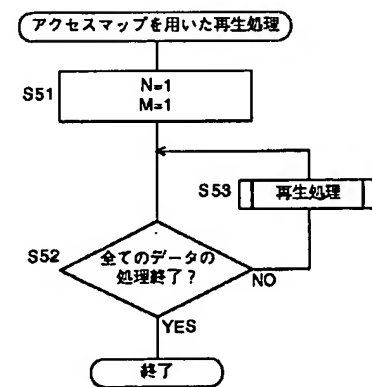 アクセスマップを用いた再生処理
S51
N=1
M=1
S53
再生処理
S52
全てのデータの
処理終了?
NO
YES
終了